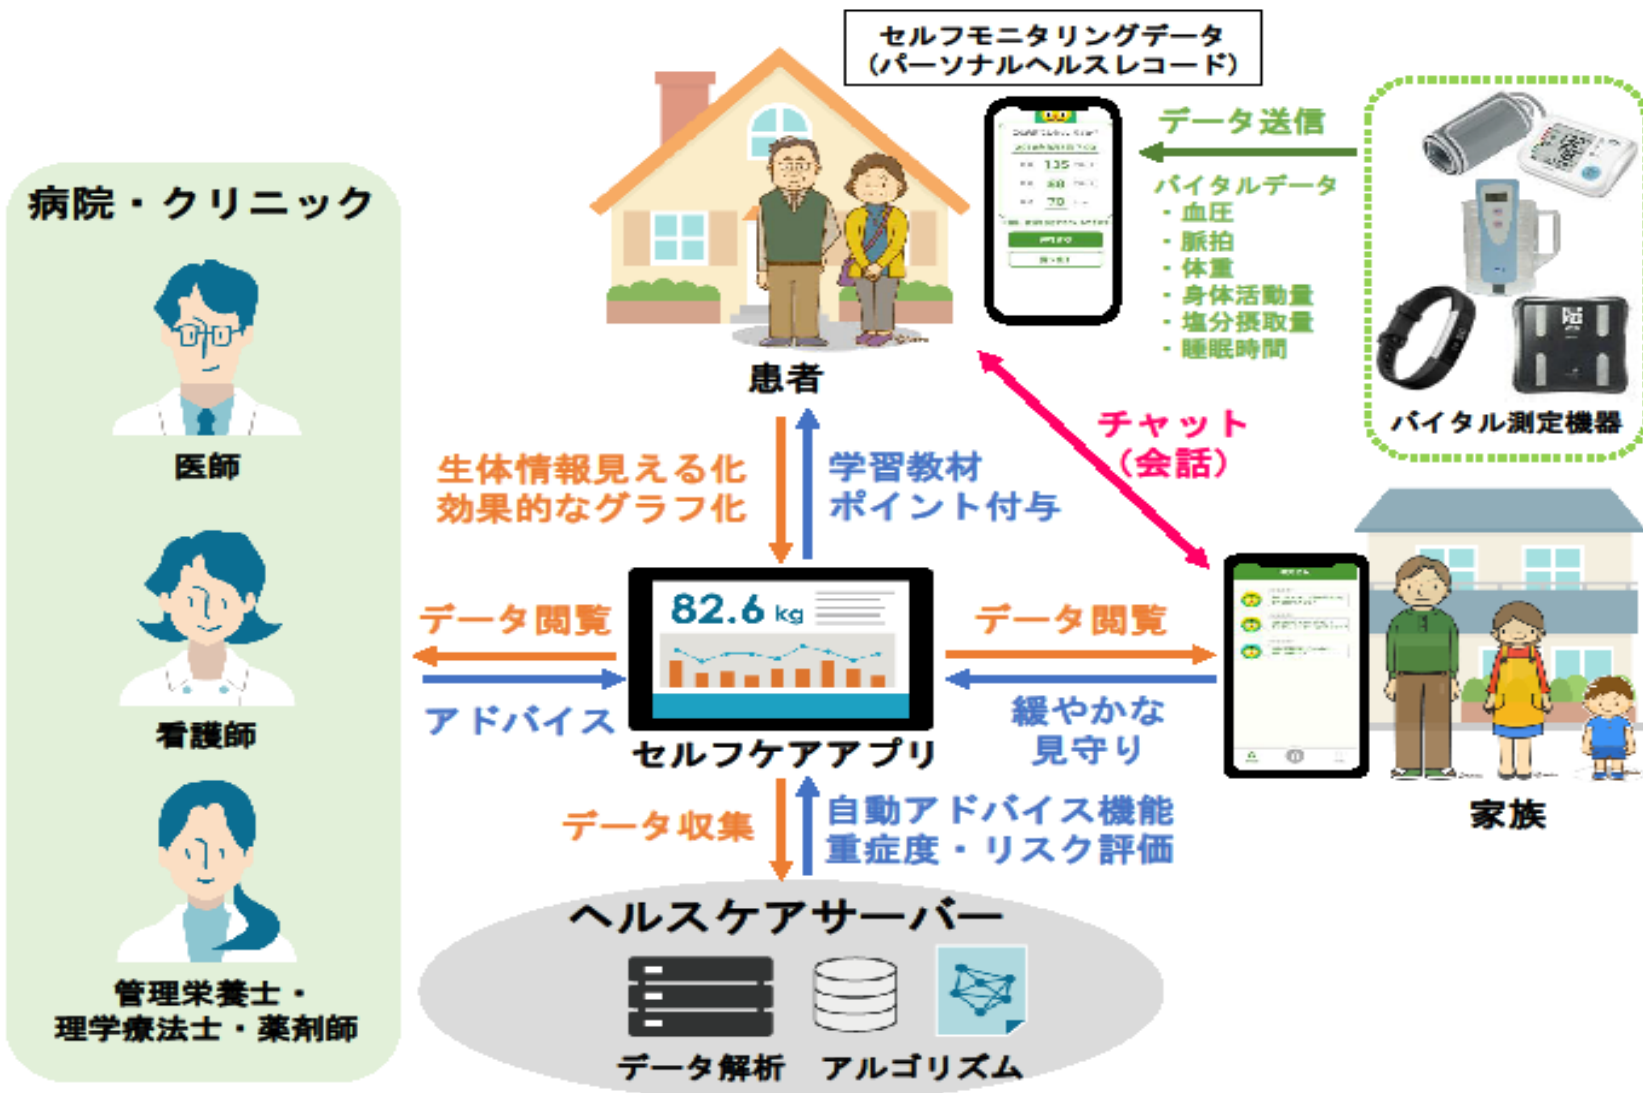 セルフモニタリングデータ
(パーソナルヘルスレコード)
データ送信
バイタルデータ
・血圧
・脈拍
・体重
・身体活動量
・塩分摂取量
・睡眠時間
135
88
70
バイタル測定機器
病院・クリニック
医師
看護師
管理栄養士・
理学療法士・薬剤師
患者
チャット
(会話)
生体情報見える化
効果的なグラフ化
学習教材
ポイント付与
データ閲覧
アドバイス
82.6 kg
セルフケアアプリ
データ閲覧
緩やかな
見守り
家族
データ収集
自動アドバイス機能
重症度・リスク評価
ヘルスケアサーバー
データ解析
アルゴリズム